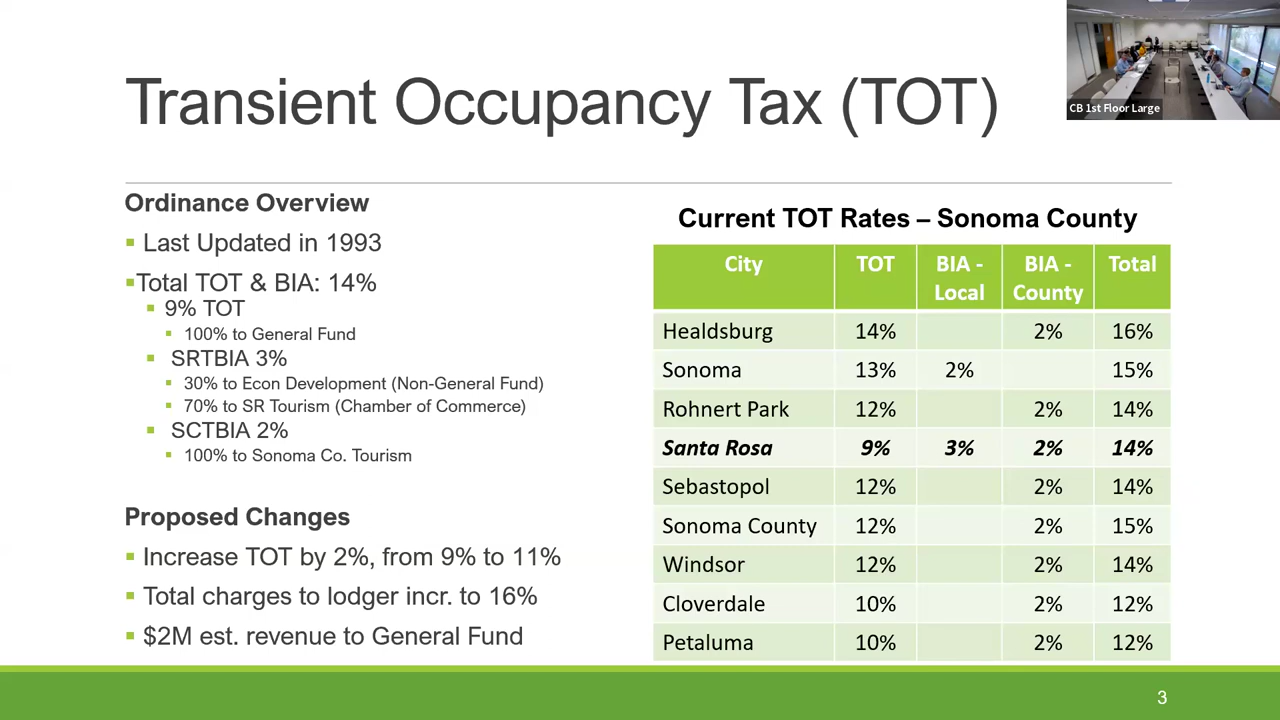 Transient Occupancy Tax (TOT)
CB 1st Floor Large
Ordinance Overview
Last Updated in 1993
Total TOT & BIA: 14%
9% TOT
100% to General Fund
SRTBIA 3%
30% to Econ Development (Non-General Fund)
70% to SR Tourism (Chamber of Commerce)
SCTBIA 2%
100% to Sonoma Co. Tourism
Proposed Changes
Increase TOT by 2%, from 9% to 11%
Total charges to lodger incr. to 16%
$2M est. revenue to General Fund
Current TOT Rates – Sonoma County
City TOT BIA - Local BIA - County Total
Healdsburg 14% 2% 16%
Sonoma 13% 2% 15%
Rohnert Park 12% 2% 14%
Santa Rosa 9% 3% 2% 14%
Sebastopol 12% 2% 14%
Sonoma County 12% 2% 15%
Windsor 12% 2% 14%
Cloverdale 10% 2% 12%
Petaluma 10% 2% 12%
3